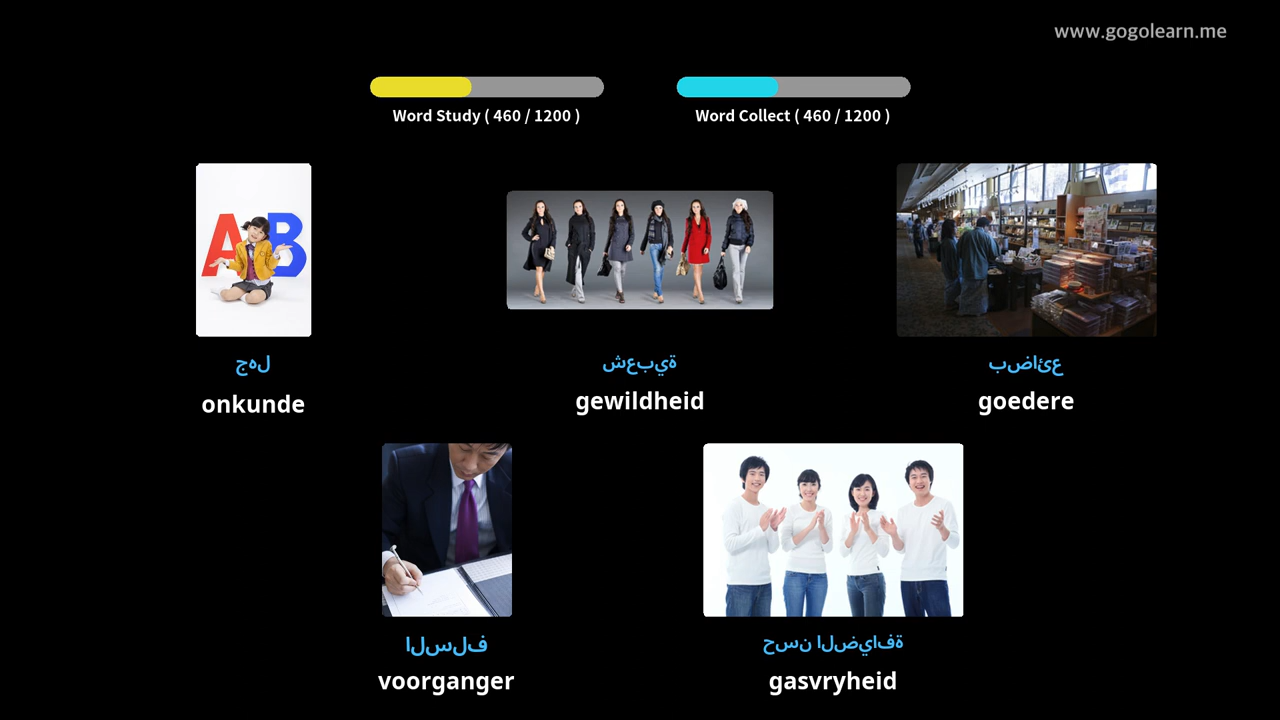 www.gogolearn.me
Word Study ( 460 / 1200 )
Word Collect ( 460 / 1200 )
جهل
شعبية
بضائع
onkunde
gewildheid
goedere
السلف
حسن الضيافة
voorganger
gasvryheid